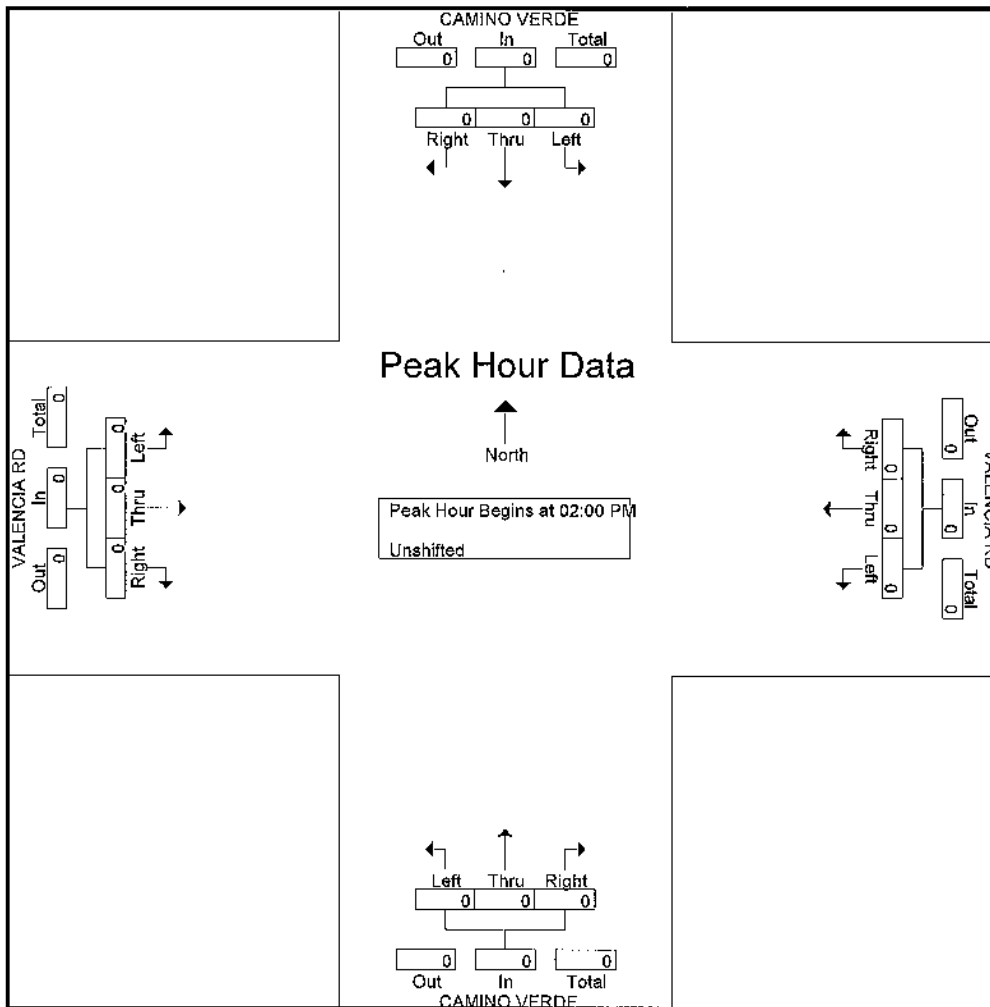 CAMINO VERDE
Out In Total
0 0 0
0 0 0
Right Thru Left
Peak Hour Data
North
Peak Hour Begins at 02:00 PM
Unshifted
VALENCIA RD
Out In Total
0 0 0
0 0 0
Right Thru Left
VALENCIA RD
Out In Total
0 0 0
0 0 0
Right Thru Left
Left Thru Right
0 0 0
0 0 0
Out In Total
CAMINO VERDE